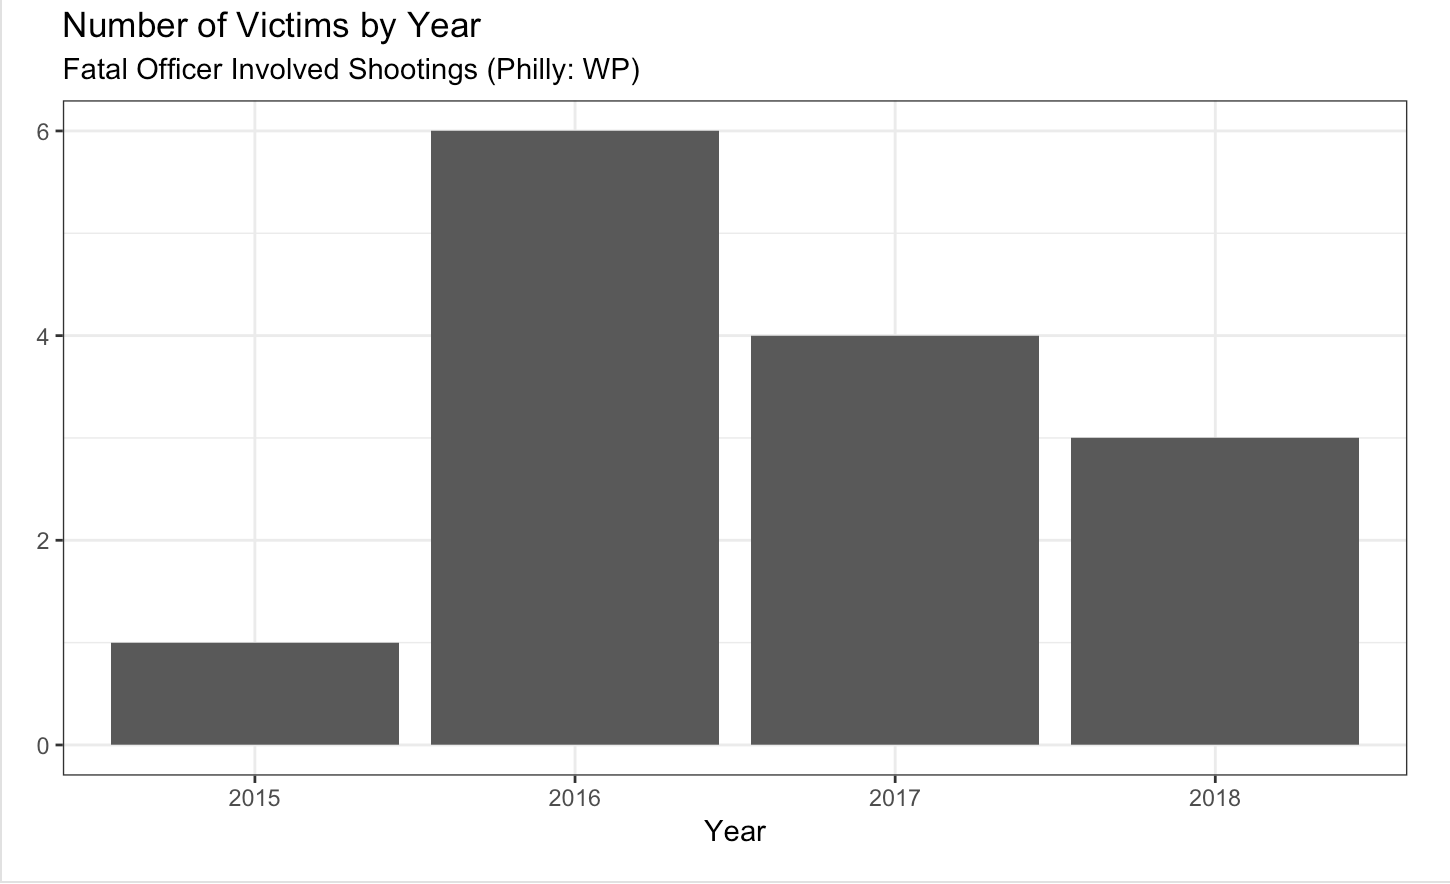 Number of Victims by Year
Fatal Officer Involved Shootings (Philly: WP)
6
4
2
0
2015 2016 2017 2018
Year